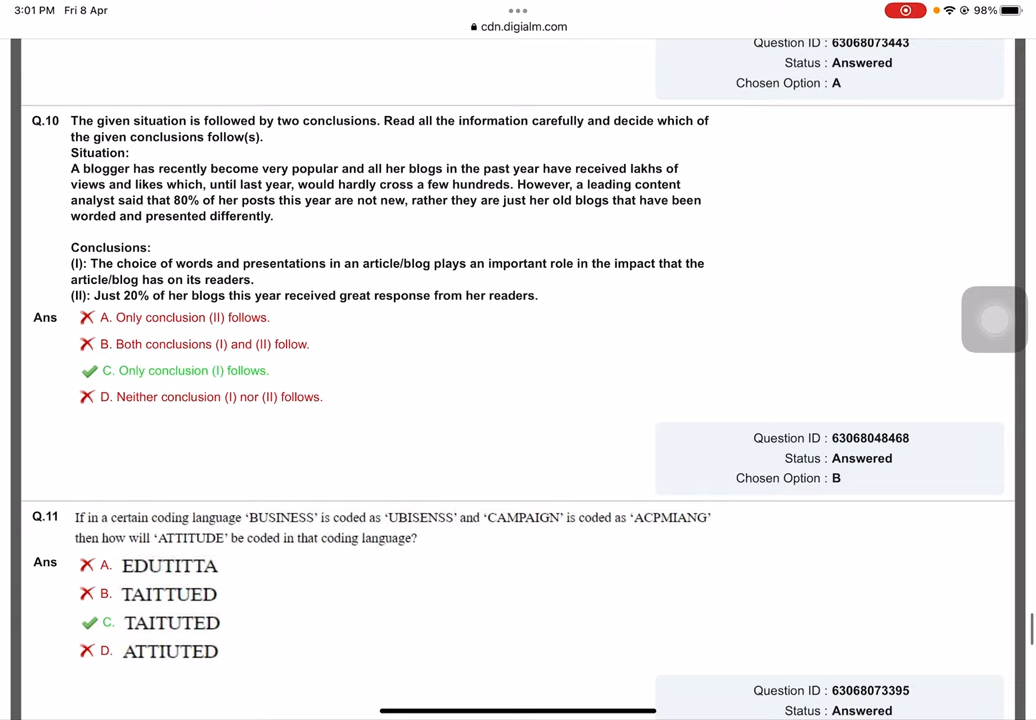 3:01 PM Fri 8 Apr
98%
cdn.digialm.com
Question ID : 63068073443
Status : Answered
Chosen Option : A
Q.10 The given situation is followed by two conclusions. Read all the information carefully and decide which of
the given conclusions follow(s).
Situation:
A blogger has recently become very popular and all her blogs in the past year have received lakhs of
views and likes which, until last year, would hardly cross a few hundreds. However, a leading content
analyst said that 80% of her posts this year are not new, rather they are just her old blogs that have been
worded and presented differently.
Conclusions:
(I): The choice of words and presentations in an article/blog plays an important role in the impact that the
article/blog has on its readers.
(II): Just 20% of her blogs this year received great response from her readers.
Ans A. Only conclusion (II) follows.
B. Both conclusions (I) and (II) follow.
C. Only conclusion (I) follows.
D. Neither conclusion (I) nor (II) follows.
Question ID : 63068048468
Status : Answered
Chosen Option : B
Q.11 If in a certain coding language ‘BUSINESS’ is coded as ‘UBISENSS’ and ‘CAMPAIGN’ is coded as ‘ACPMIANG’
then how will ‘ATTITUDE’ be coded in that coding language?
Ans A. EDUTITTA
B. TAITTUED
C. TAITUTED
D. ATTIUTED
Question ID : 63068073395
Status : Answered